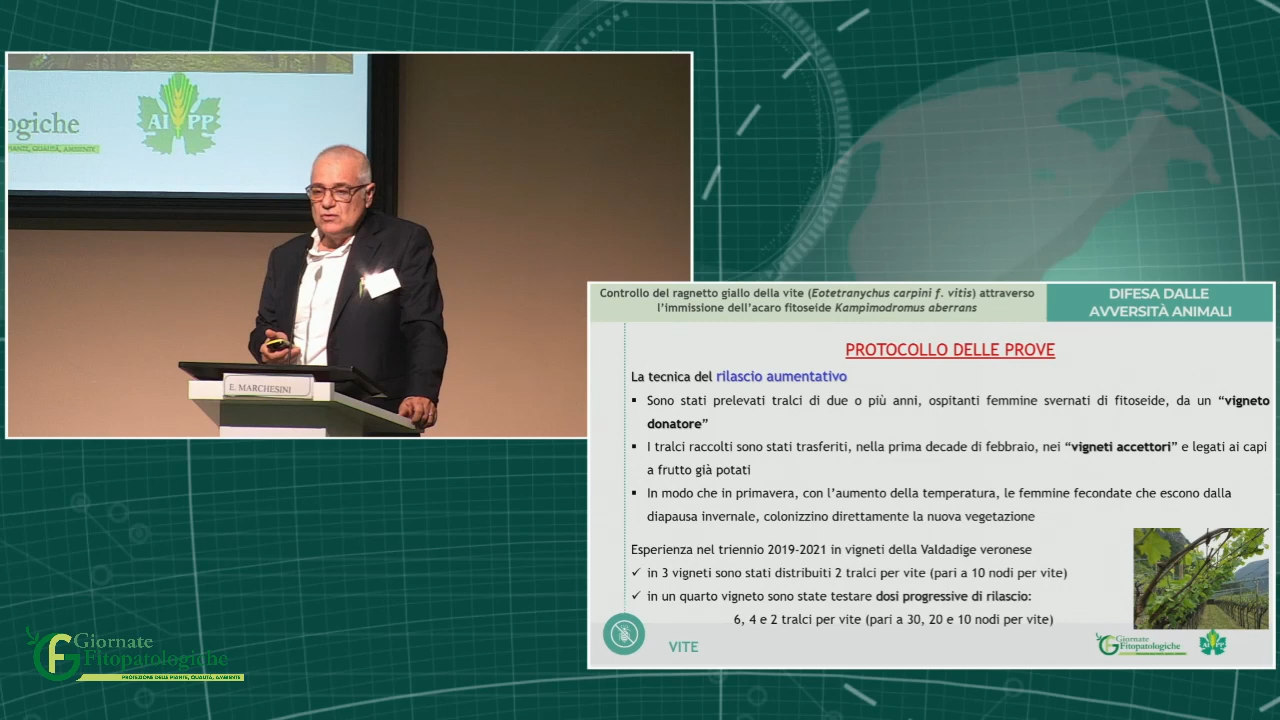 ogiche
PIANTE, QUALITÀ, AMBIENTE
AI PP
E. MARCHESINI
Controllo del ragnetto giallo della vite (Eotetranychus carpini f. vitis) attraverso
l’immissione dell’acaro fitoseide Kampimodromus aberrans
DIFESA DALLE
AVVERSITÀ ANIMALI
PROTOCOLLO DELLE PROVE
La tecnica del rilascio aumentativo
▪ Sono stati prelevati tralci di due o più anni, ospitanti femmine svernati di fitoseide, da un “vigneto
donatore”
▪ I tralci raccolti sono stati trasferiti, nella prima decade di febbraio, nei “vigneti accettori” e legati ai capi
a frutto già potati
▪ In modo che in primavera, con l’aumento della temperatura, le femmine fecondate che escono dalla
diapausa invernale, colonizzino direttamente la nuova vegetazione
Esperienza nel triennio 2019-2021 in vigneti della Valdadige veronese
✓ in 3 vigneti sono stati distribuiti 2 tralci per vite (pari a 10 nodi per vite)
✓ in un quarto vigneto sono state testare dosi progressive di rilascio:
6, 4 e 2 tralci per vite (pari a 30, 20 e 10 nodi per vite)
VITE
Giornate
Fitopatologiche
AI PP
Giornate
Fitopatologiche
PROTEZIONE DELLE PIANTE, QUALITÀ, AMBIENTE